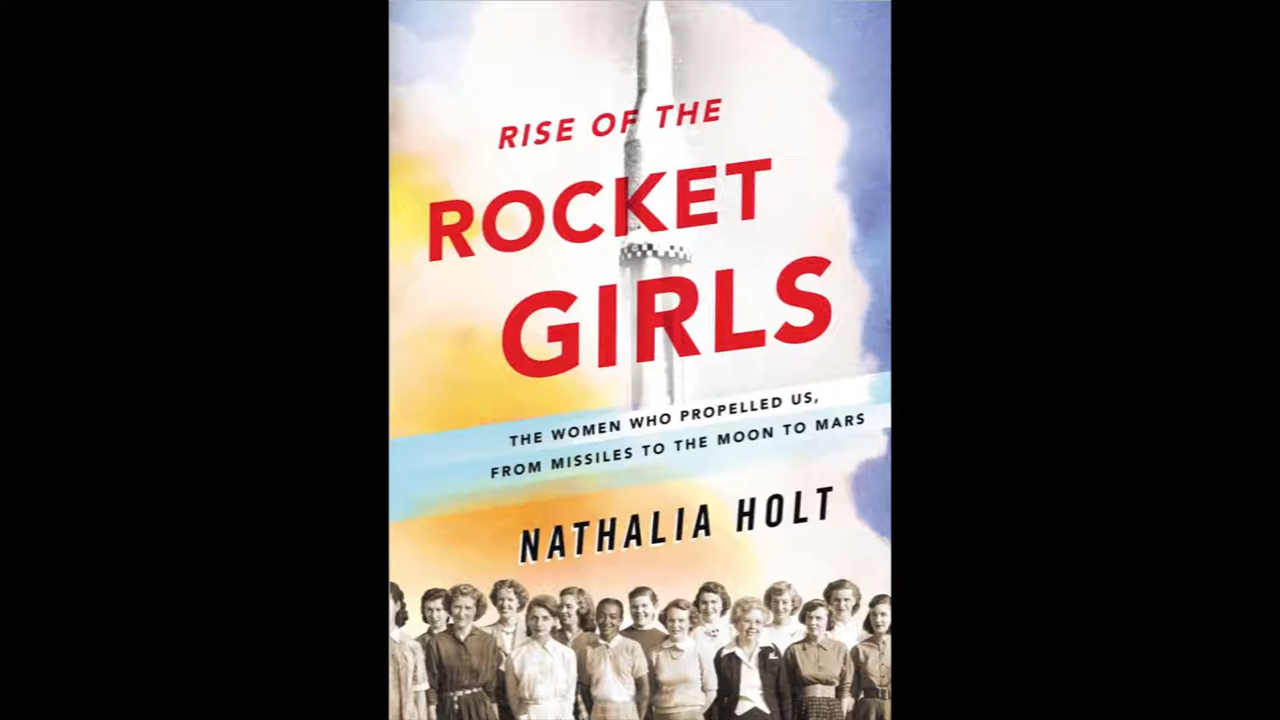 RISE OF THE
ROCKET
GIRLS
THE WOMEN WHO PROPELLED US,
FROM MISSILES TO THE MOON TO MARS
NATHALIA HOLT